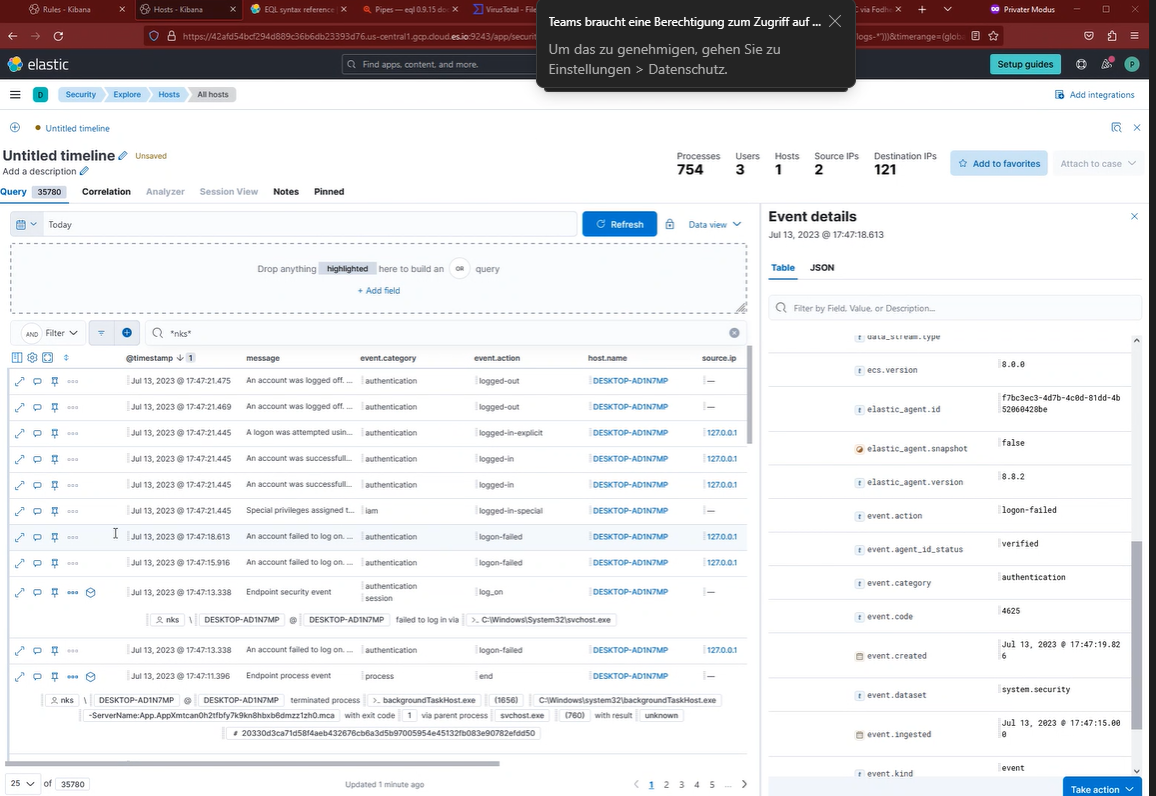 Rules - Kibana
Hosts - Kibana
EQL syntax reference
Pipes — eql 0.9.15 do
VirusTotal - File
C via Fodhe
Privater Modus
https://42afd54bcf294d889c36b6db23393d76.us-central1.gcp.cloud.es.io:9243/app/securi
logs-*")))&timerange=(global
Teams braucht eine Berechtigung zum Zugriff auf ...
Um das zu genehmigen, gehen Sie zu
Einstellungen > Datenschutz.
elastic
Find apps, content, and more.
Setup guides
P
D
Security
Explore
Hosts
All hosts
Add integrations
Untitled timeline
Untitled timeline
Unsaved
Add a description
Processes
754
Users
3
Hosts
1
Source IPs
2
Destination IPs
121
Add to favorites
Attach to case
Query 35780 Correlation Analyzer Session View Notes Pinned
Today
Refresh
Data view
Drop anything highlighted here to build an OR query
+ Add field
AND Filter
*nks*
@timestamp 1 message event.category event.action host.name source.ip
Jul 13, 2023 @ 17:47:21.475 An account was logged off. ... authentication logged-out DESKTOP-AD1N7MP —
Jul 13, 2023 @ 17:47:21.469 An account was logged off. ... authentication logged-out DESKTOP-AD1N7MP —
Jul 13, 2023 @ 17:47:21.445 A logon was attempted usin... authentication logged-in-explicit DESKTOP-AD1N7MP 127.0.0.1
Jul 13, 2023 @ 17:47:21.445 An account was successfull... authentication logged-in DESKTOP-AD1N7MP 127.0.0.1
Jul 13, 2023 @ 17:47:21.445 An account was successfull... authentication logged-in DESKTOP-AD1N7MP 127.0.0.1
Jul 13, 2023 @ 17:47:21.445 Special privileges assigned t... iam logged-in-special DESKTOP-AD1N7MP —
Jul 13, 2023 @ 17:47:18.613 An account failed to log on. ... authentication logon-failed DESKTOP-AD1N7MP 127.0.0.1
Jul 13, 2023 @ 17:47:15.916 An account failed to log on. ... authentication logon-failed DESKTOP-AD1N7MP 127.0.0.1
Jul 13, 2023 @ 17:47:13.338 Endpoint security event authentication session log_on DESKTOP-AD1N7MP —
nks \ DESKTOP-AD1N7MP @ DESKTOP-AD1N7MP failed to log in via >_ C:\Windows\System32\svchost.exe
Jul 13, 2023 @ 17:47:13.338 An account failed to log on. ... authentication logon-failed DESKTOP-AD1N7MP 127.0.0.1
Jul 13, 2023 @ 17:47:11.396 Endpoint process event process end DESKTOP-AD1N7MP —
nks \ DESKTOP-AD1N7MP @ DESKTOP-AD1N7MP terminated process >_ backgroundTaskHost.exe (1656) C:\Windows\system32\backgroundTaskHost.exe
-ServerName:App.AppXmtcan0h2tfbfy7k9kn8hbxb6dmzz1zh0.mca with exit code 1 via parent process svchost.exe (760) with result unknown
# 20330d3ca71d58f4aeb432676cb6a3d5b97005954e45132fb083e90782efdd50
25 of 35780
Updated 1 minute ago
1 2 3 4 5 ...
Event details
Jul 13, 2023 @ 17:47:18.613
Table JSON
Filter by Field, Value, or Description...
data_stream.type
ecs.version 8.0.0
elastic_agent.id f7bc3ec3-4d7b-4c0d-81dd-4b
52060428be
elastic_agent.snapshot false
elastic_agent.version 8.8.2
event.action logon-failed
event.agent_id_status verified
event.category authentication
event.code 4625
event.created Jul 13, 2023 @ 17:47:19.82
6
event.dataset system.security
event.ingested Jul 13, 2023 @ 17:47:15.00
0
event.kind event
Take action